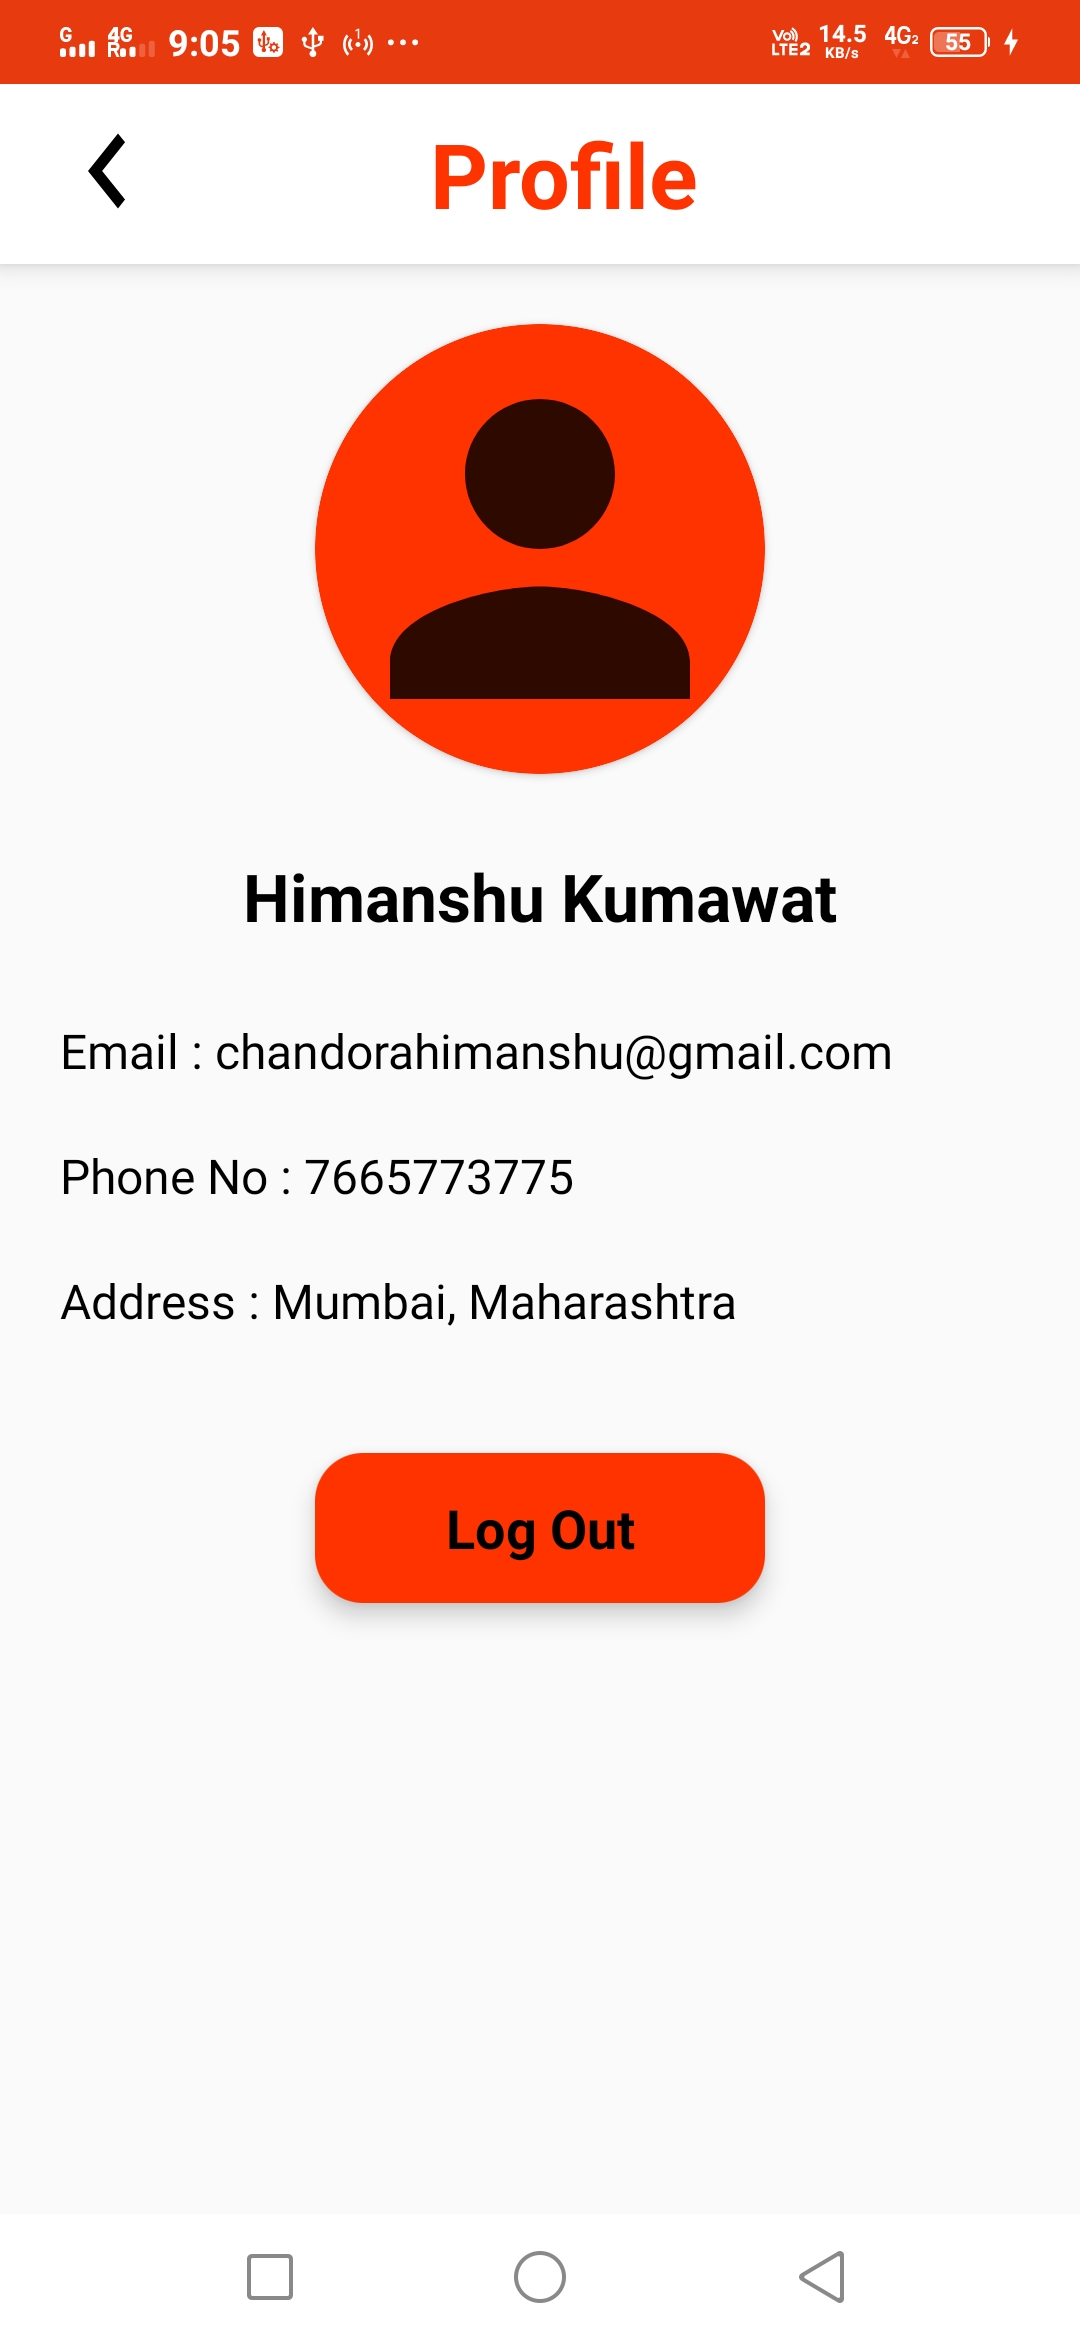 G 4G R 9:05 1 ... Vo)) LTE2 14.5 KB/s 4G2 55
Profile
Himanshu Kumawat
Email : chandorahimanshu@gmail.com
Phone No : 7665773775
Address : Mumbai, Maharashtra
Log Out